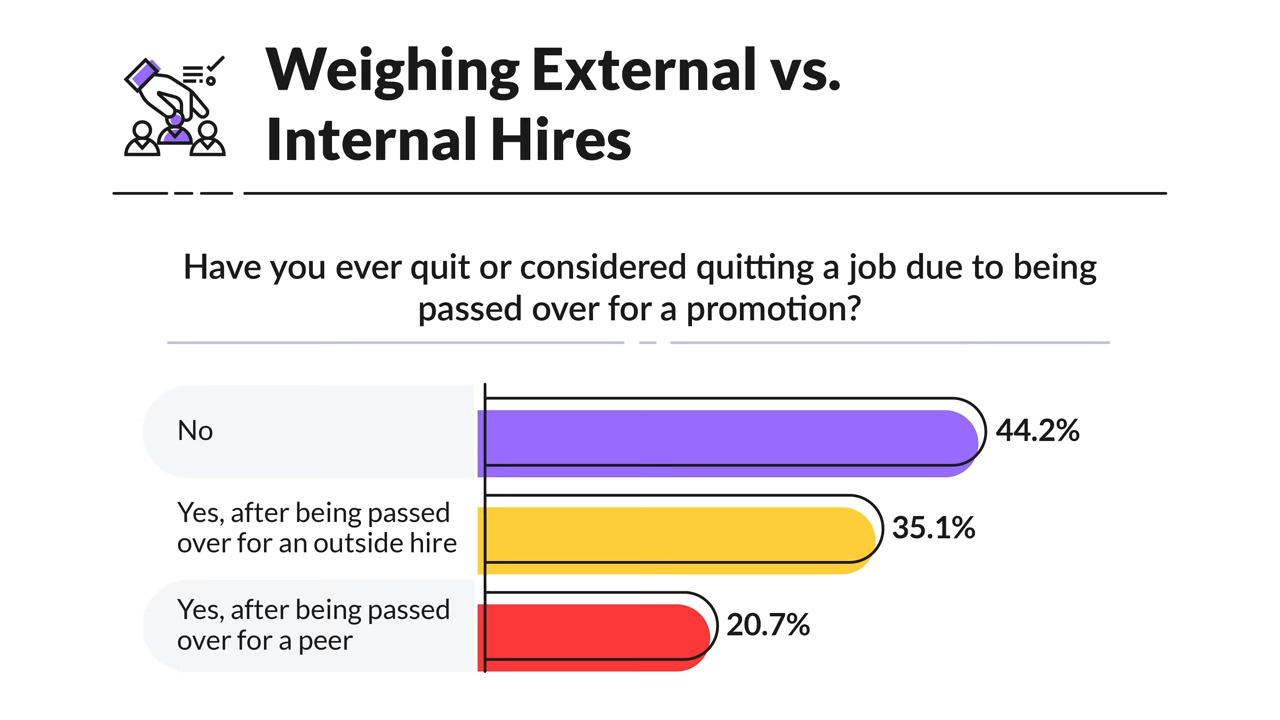 Weighing External vs.
Internal Hires
Have you ever quit or considered quitting a job due to being
passed over for a promotion?
No
44.2%
Yes, after being passed
over for an outside hire
35.1%
Yes, after being passed
over for a peer
20.7%